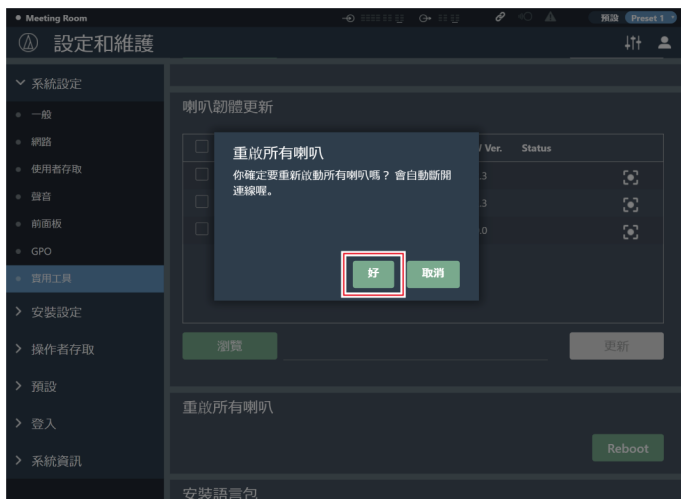 Meeting Room
預設 Preset 1
設定和維護
系統設定
一般
網路
使用者存取
聲音
前面板
GPO
實用工具
安裝設定
操作者存取
預設
登入
系統資訊
喇叭韌體更新
Ver. Status
.3
.3
.0
重啟所有喇叭
你確定要重新啟動所有喇叭嗎？會自動斷開
連線喔。
好 取消
瀏覽 更新
重啟所有喇叭
Reboot
安裝語言包